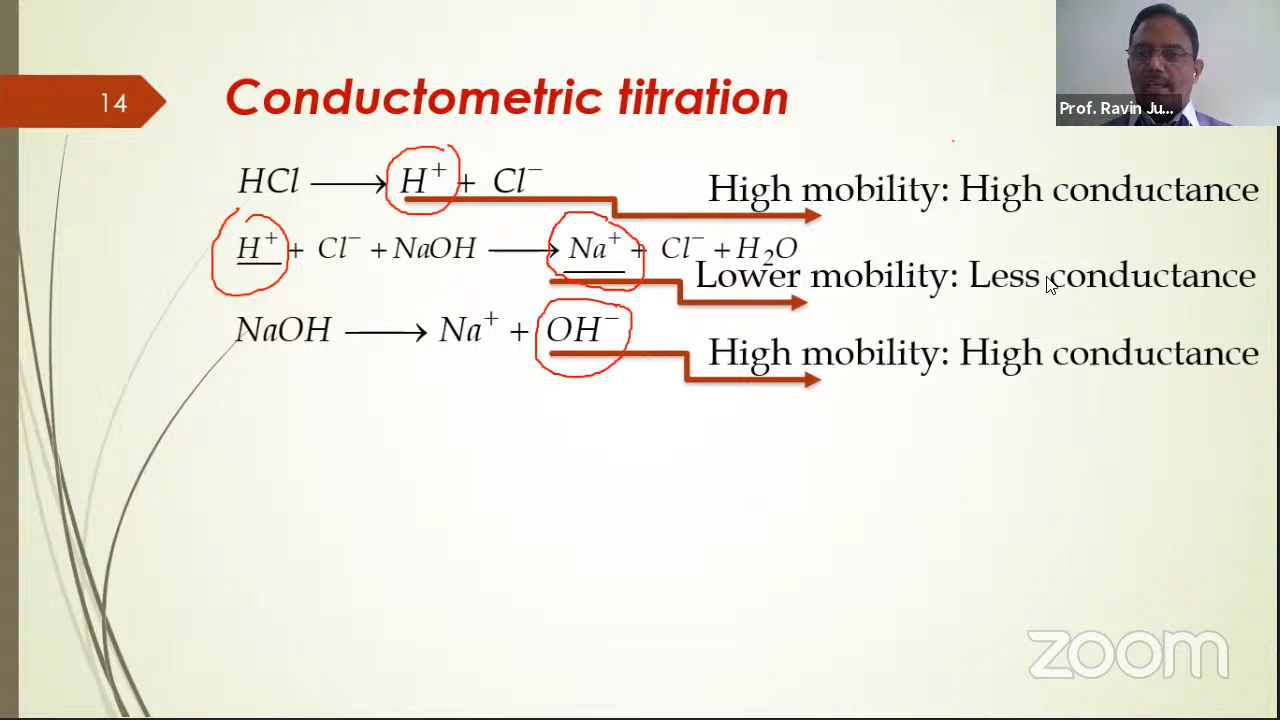 14
Conductometric titration
Prof. Ravin Ju...
HCl ⟶ H⁺ + Cl⁻
High mobility: High conductance
H⁺ + Cl⁻ + NaOH ⟶ Na⁺ + Cl⁻ + H₂O
Lower mobility: Less conductance
NaOH ⟶ Na⁺ + OH⁻
High mobility: High conductance
zoom